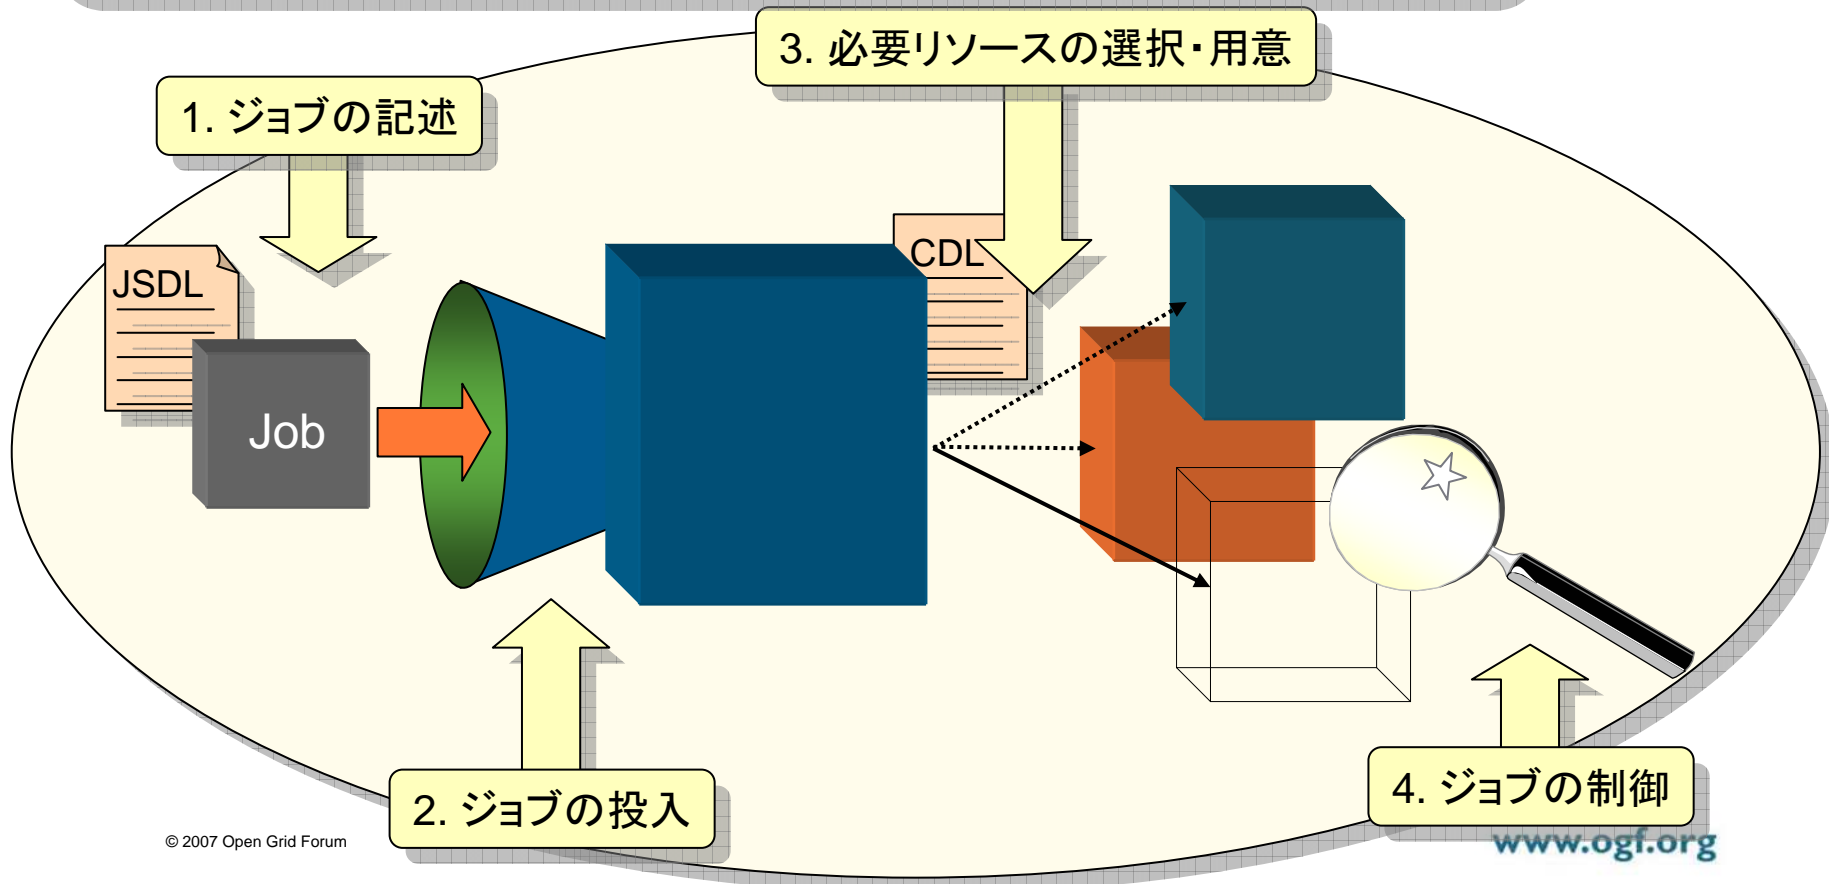 3. 必要リソースの選択・用意
1. ジョブの記述
JSDL
CDL
Job
2. ジョブの投入
4. ジョブの制御
© 2007 Open Grid Forum
www.ogf.org